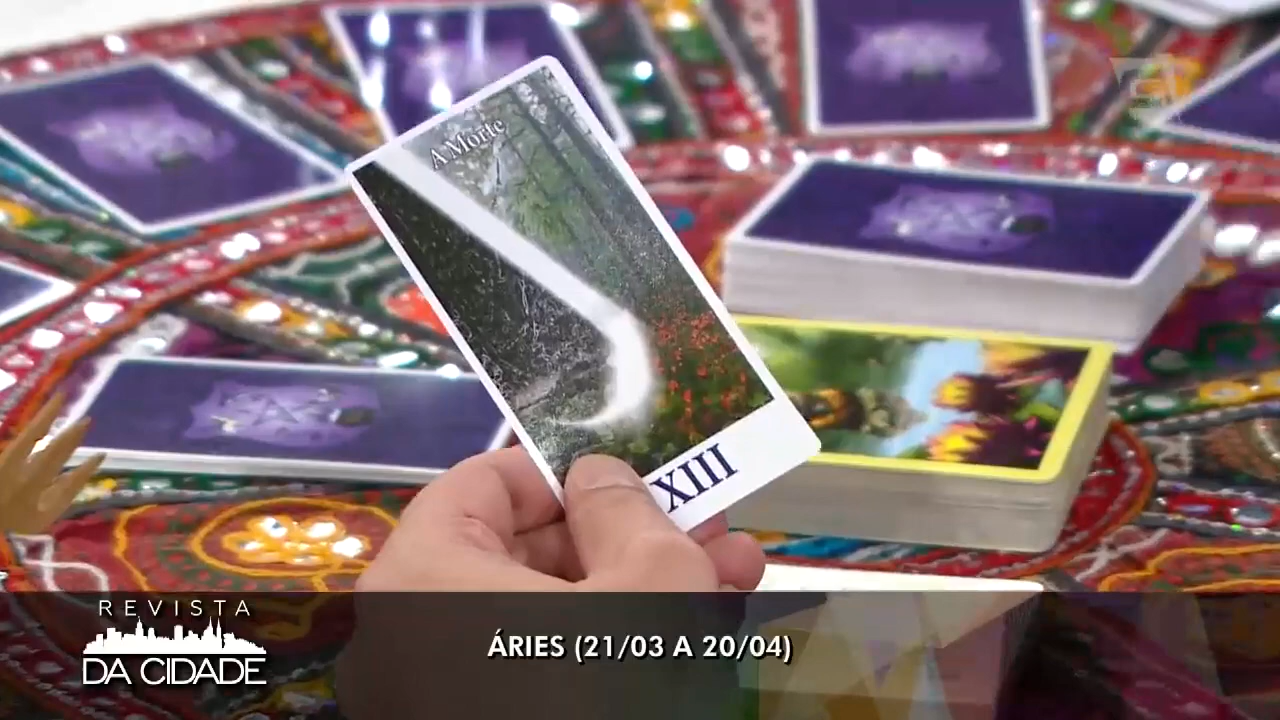 A Morte
XIII
REVISTA
DA CIDADE
ÁRIES (21/03 A 20/04)